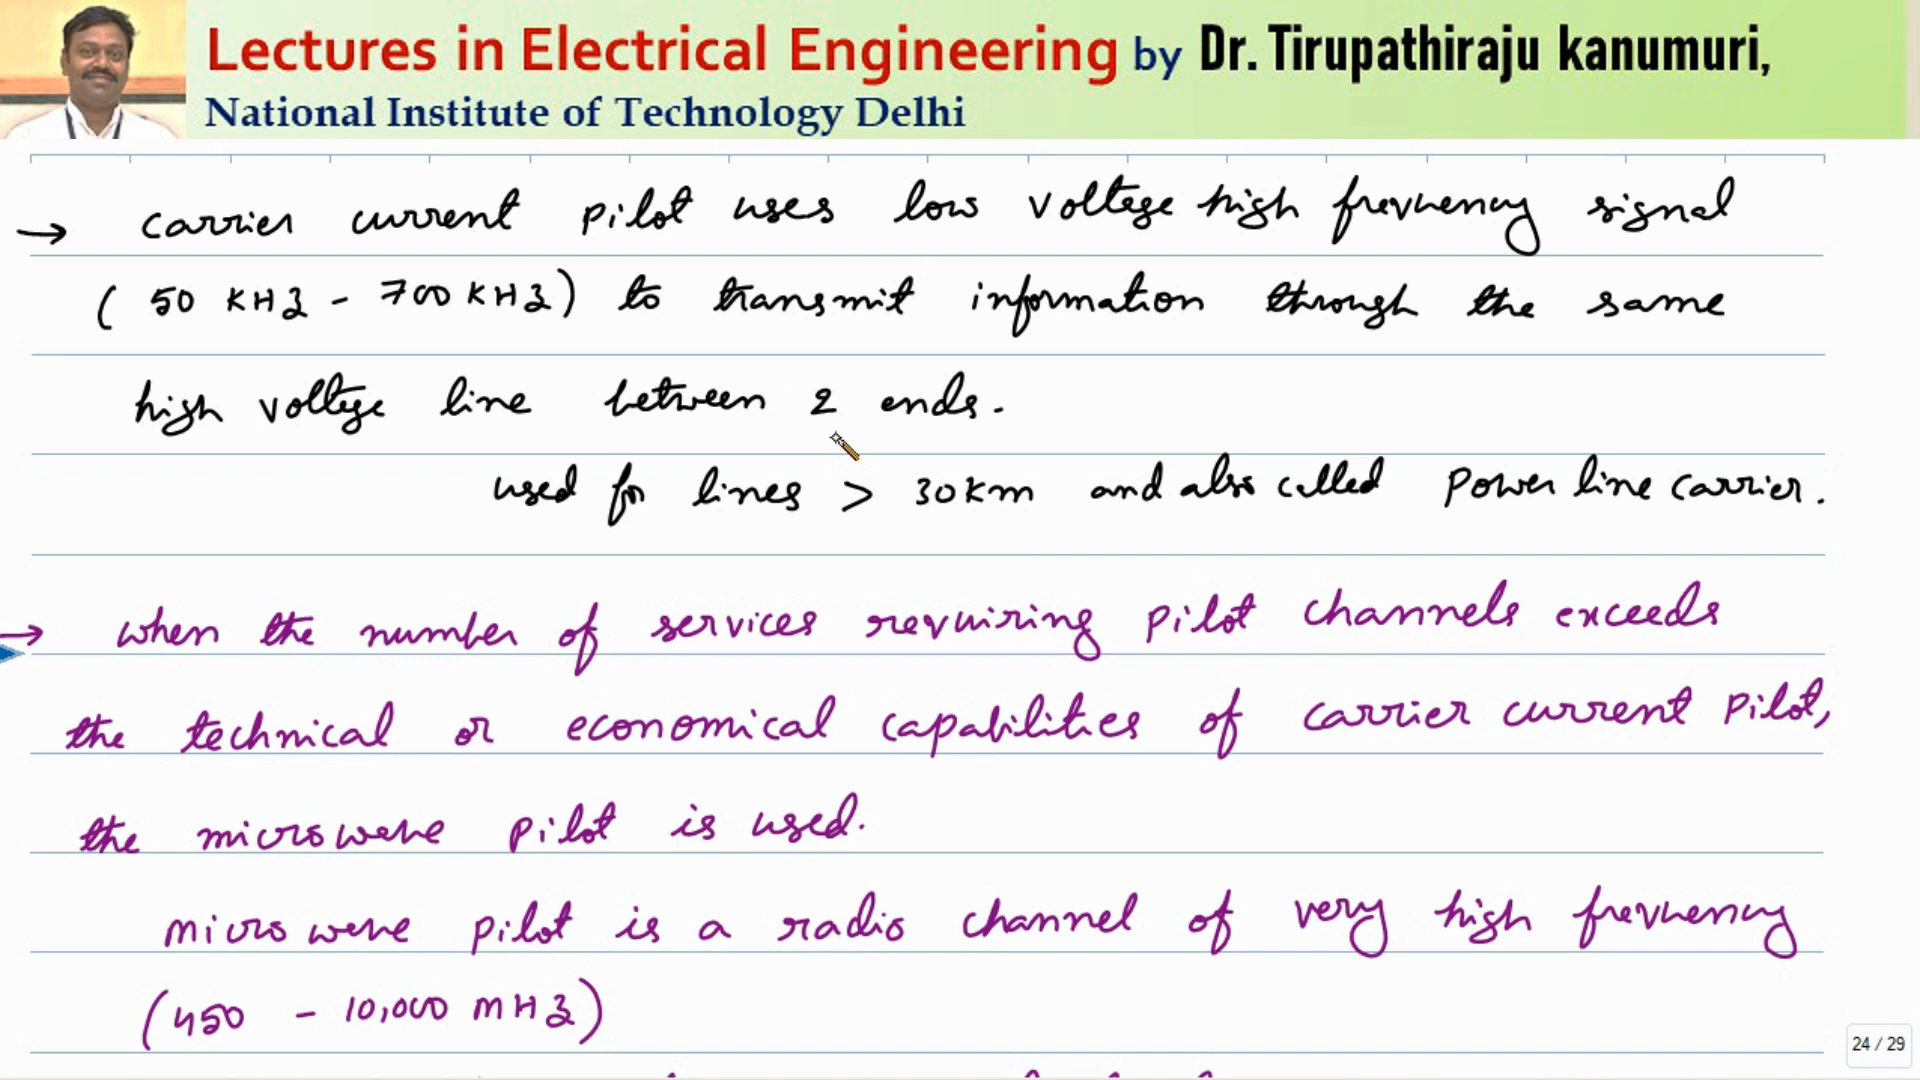 Lectures in Electrical Engineering by Dr. Tirupathiraju kanumuri,
National Institute of Technology Delhi
→ carrier current pilot uses low voltage high frequency signal
( 50 KHz - 700 KHz ) to transmit information through the same
high voltage line between 2 ends.
used for lines > 30km and also called Power line carrier.
→ when the number of services requiring pilot channels exceeds
the technical or economical capabilities of carrier current pilot,
the microwave pilot is used.
microwave pilot is a radio channel of very high frequency
(450 - 10,000 MHz)
24 / 29